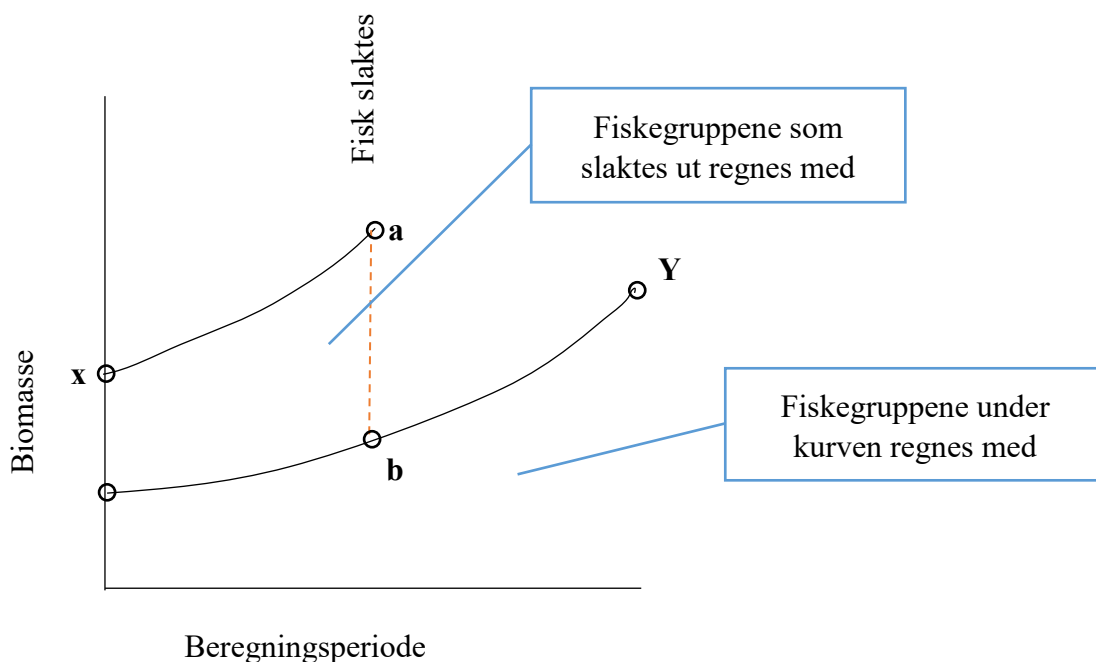 Fisk slaktes
Fiskegruppene som
slaktes ut regnes med
a
Y
x
Biomasse
Fiskegruppene under
kurven regnes med
b
Beregningsperiode